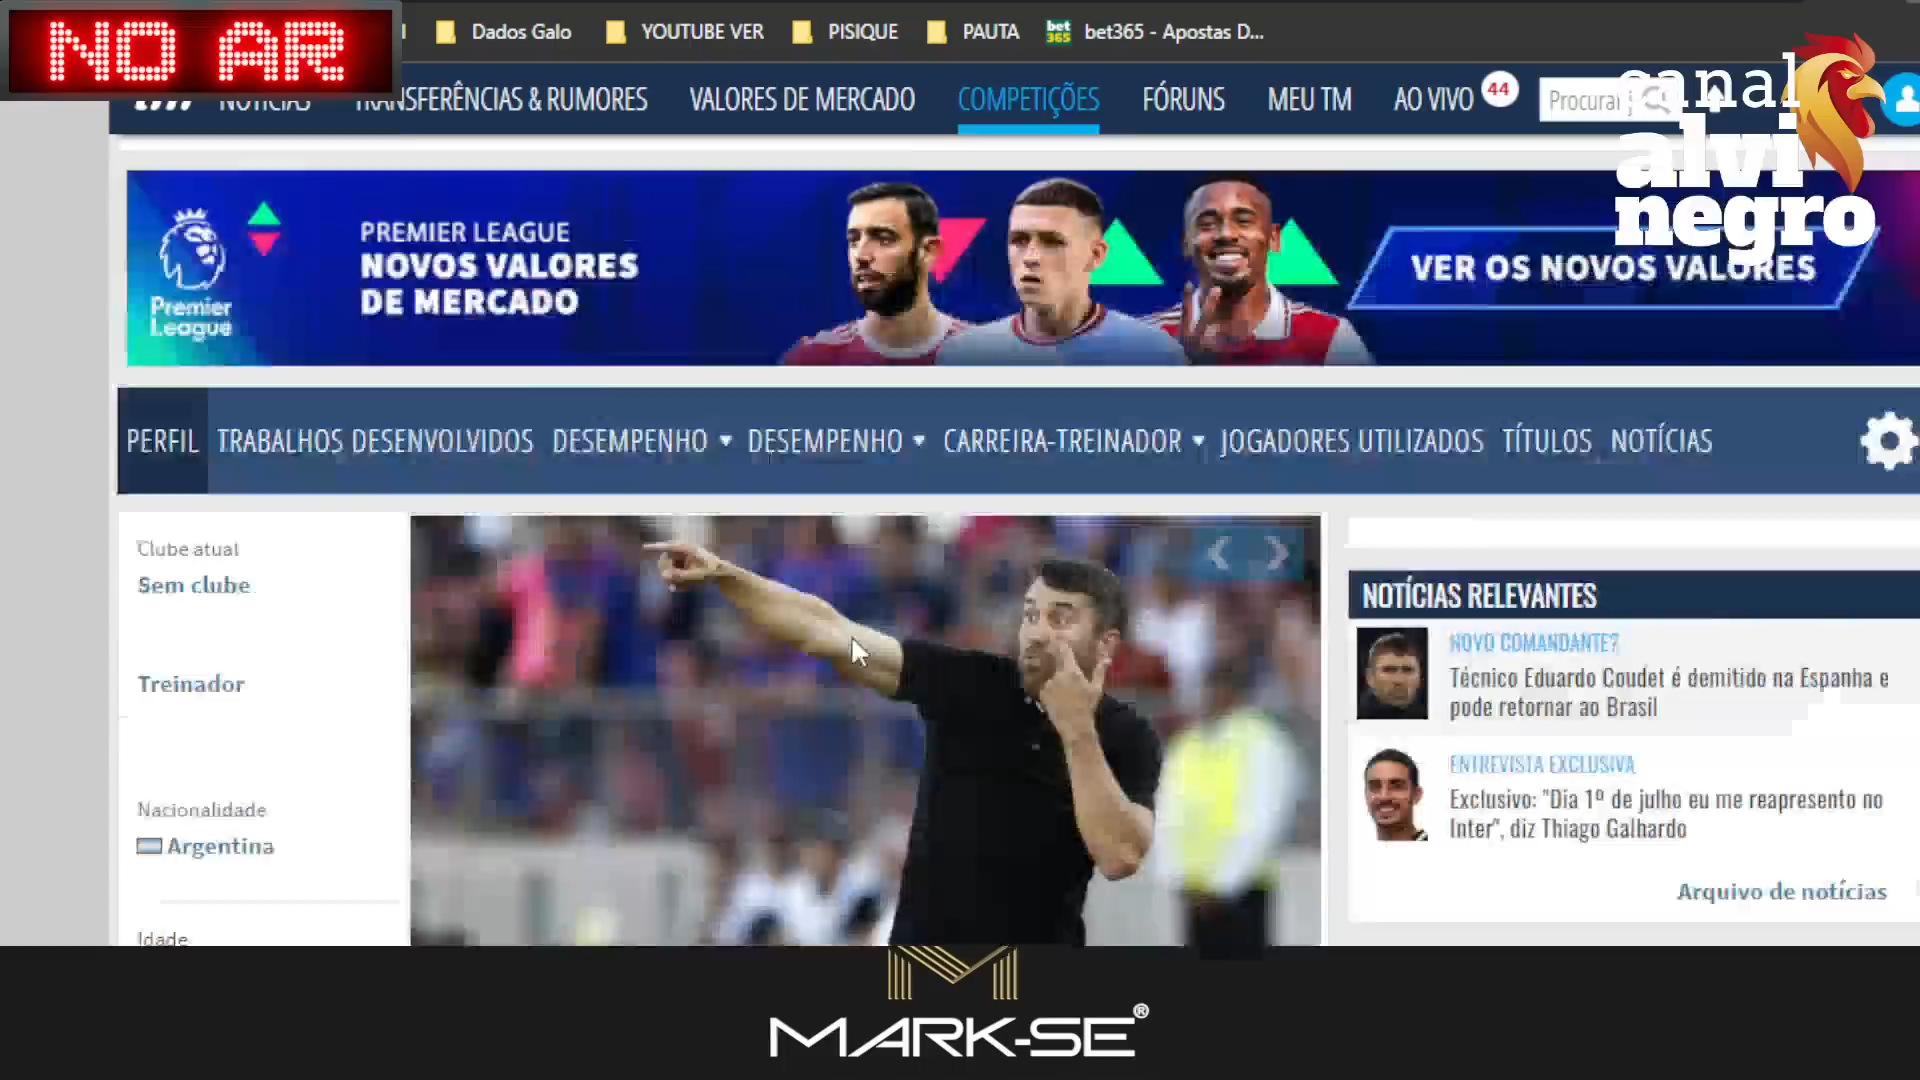 NO AR
Dados Galo
YOUTUBE VER
PISIQUE
PAUTA
bet365
bet365 - Apostas D...
NOTÍCIAS
TRANSFERÊNCIAS & RUMORES
VALORES DE MERCADO
COMPETIÇÕES
FÓRUNS
MEU TM
AO VIVO
44
Procurar
canal
alvi
negro
Premier
League
PREMIER LEAGUE
NOVOS VALORES
DE MERCADO
VER OS NOVOS VALORES
PERFIL
TRABALHOS DESENVOLVIDOS
DESEMPENHO
DESEMPENHO
CARREIRA-TREINADOR
JOGADORES UTILIZADOS
TÍTULOS
NOTÍCIAS
Clube atual
Sem clube
Treinador
Nacionalidade
Argentina
Idade
NOTÍCIAS RELEVANTES
NOVO COMANDANTE?
Técnico Eduardo Coudet é demitido na Espanha e
pode retornar ao Brasil
ENTREVISTA EXCLUSIVA
Exclusivo: "Dia 1º de julho eu me reapresento no
Inter", diz Thiago Galhardo
Arquivo de notícias
MARK-SE®